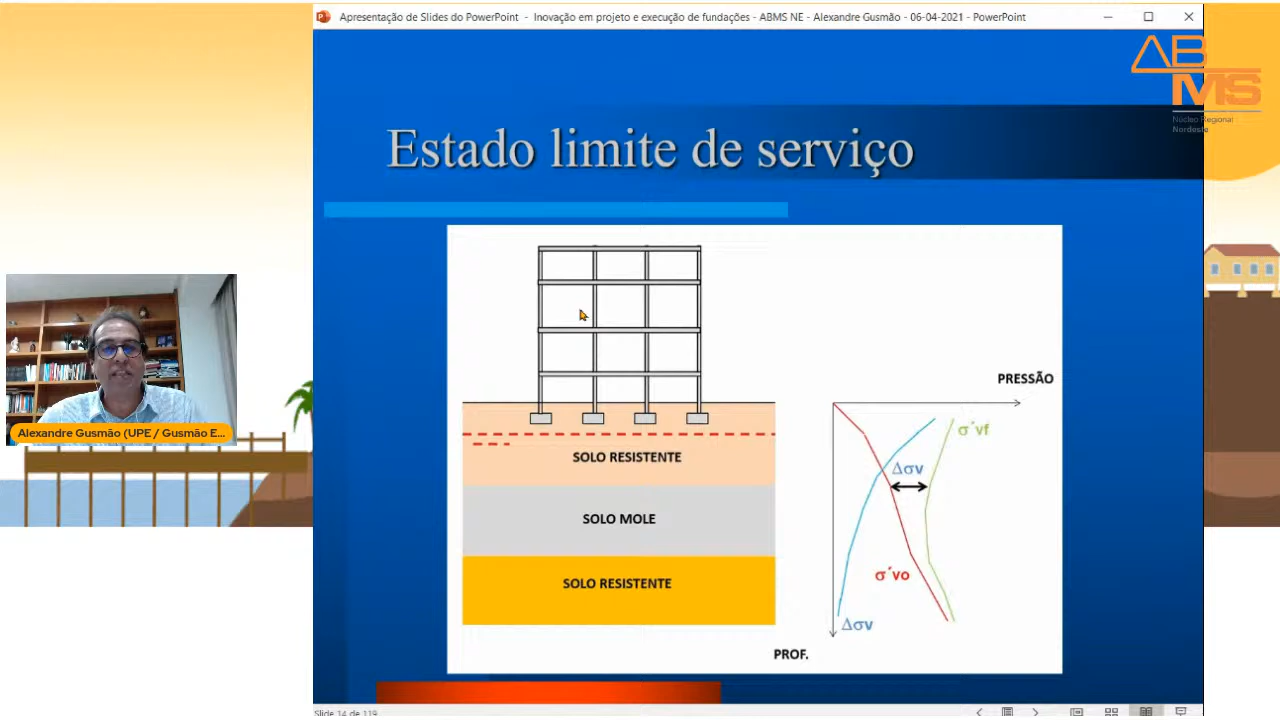 Apresentação de Slides do PowerPoint - Inovação em projeto e execução de fundações - ABMS NE - Alexandre Gusmão - 06-04-2021 - PowerPoint
ABMS
Núcleo Regional
Nordeste
Estado limite de serviço
PRESSÃO
σ´vf
Δσv
SOLO RESISTENTE
SOLO MOLE
σ´vo
SOLO RESISTENTE
Δσv
PROF.
Alexandre Gusmão (UPE / Gusmão E...
Slide 14 de 119